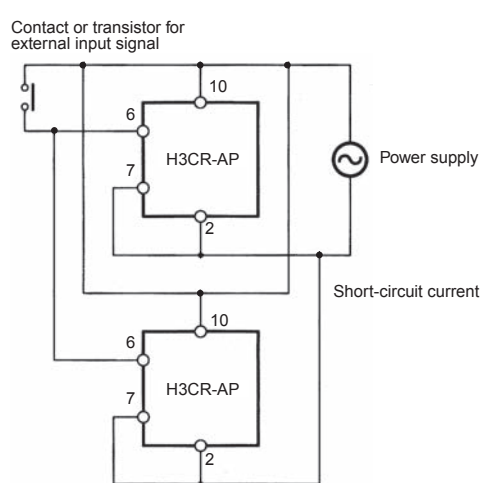 Contact or transistor for
external input signal
10
6
H3CR-AP
7
2
Power supply
Short-circuit current
10
6
H3CR-AP
7
2